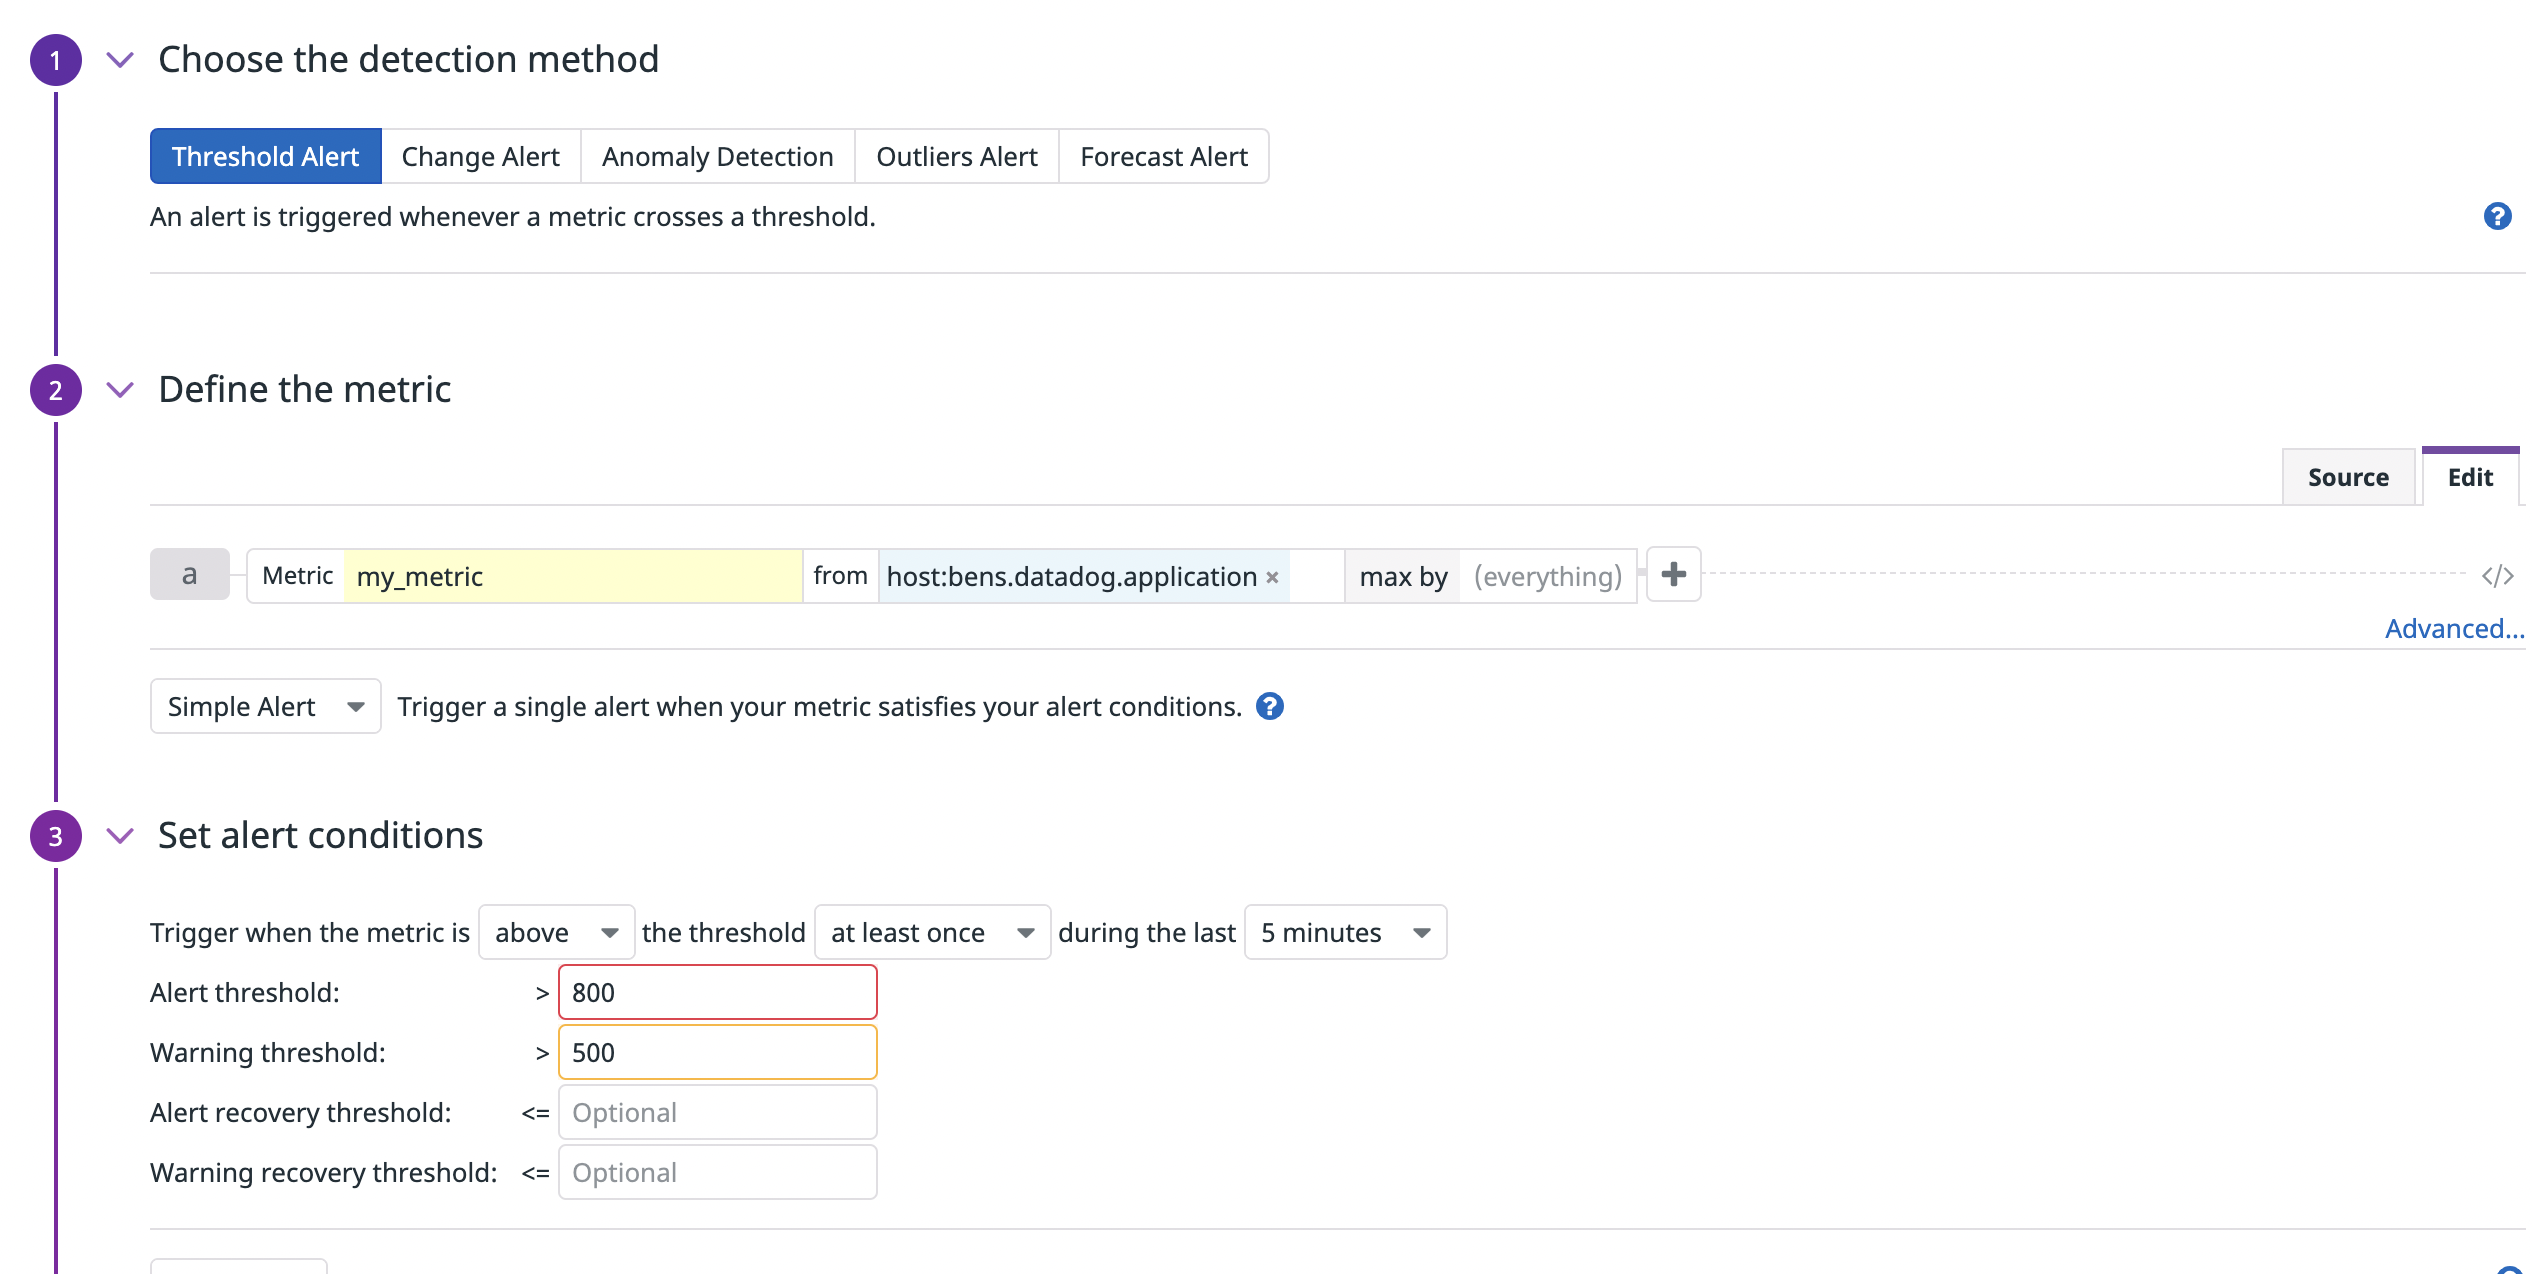 1 Choose the detection method
Threshold Alert Change Alert Anomaly Detection Outliers Alert Forecast Alert
An alert is triggered whenever a metric crosses a threshold. ?
2 Define the metric
Source Edit
a Metric my_metric from host:bens.datadog.application × max by (everything) + </>
Advanced...
Simple Alert Trigger a single alert when your metric satisfies your alert conditions. ?
3 Set alert conditions
Trigger when the metric is above the threshold at least once during the last 5 minutes
Alert threshold: > 800
Warning threshold: > 500
Alert recovery threshold: <= Optional
Warning recovery threshold: <= Optional